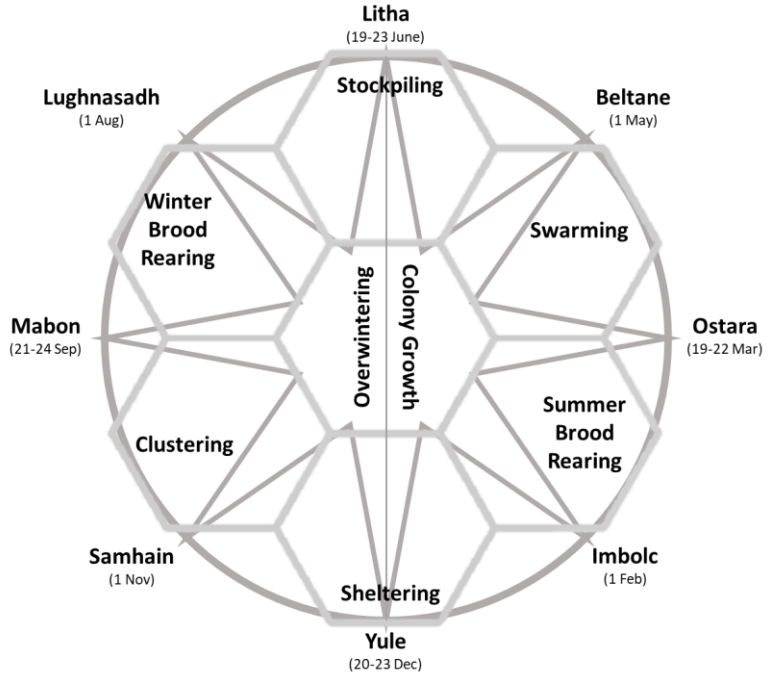 Litha
(19-23 June)
Stockpiling
Lughnasadh
(1 Aug)
Beltane
(1 May)
Winter
Brood
Rearing
Swarming
Overwintering
Colony Growth
Mabon
(21-24 Sep)
Ostara
(19-22 Mar)
Summer
Brood
Rearing
Clustering
Samhain
(1 Nov)
Imbolc
(1 Feb)
Sheltering
Yule
(20-23 Dec)